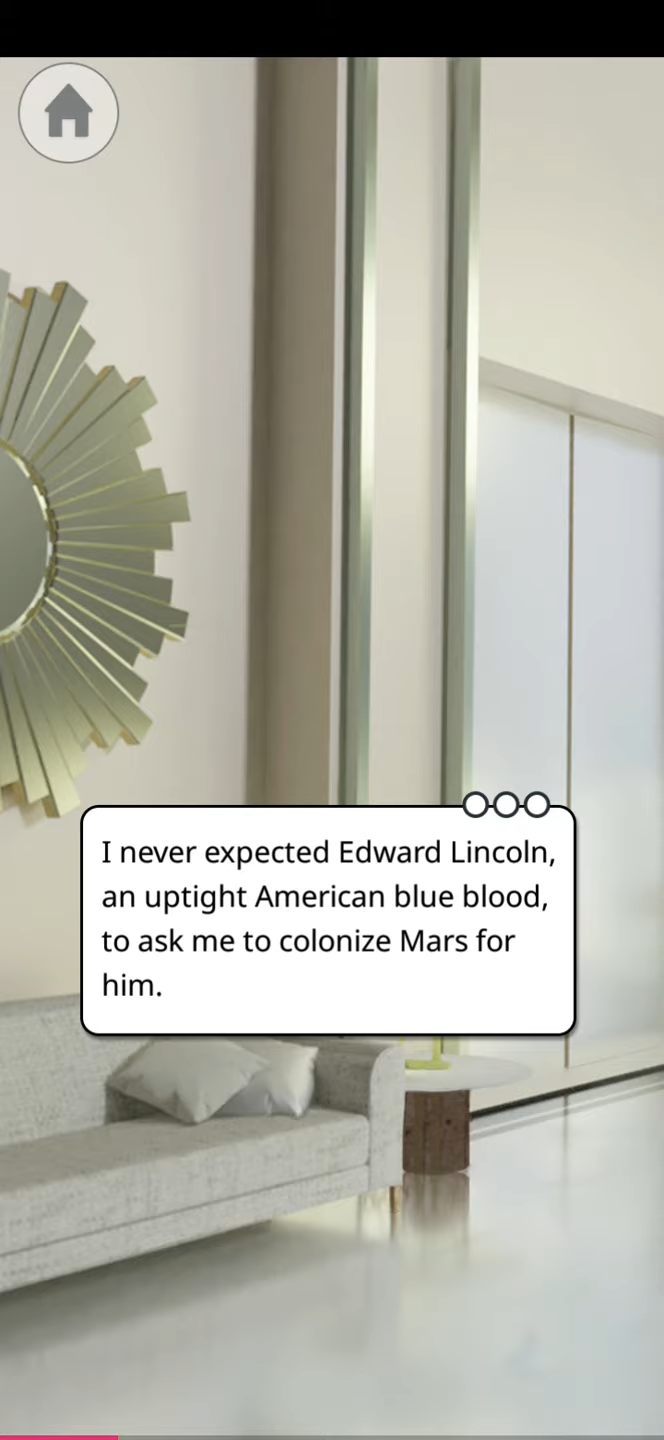 I never expected Edward Lincoln,
an uptight American blue blood,
to ask me to colonize Mars for
him.